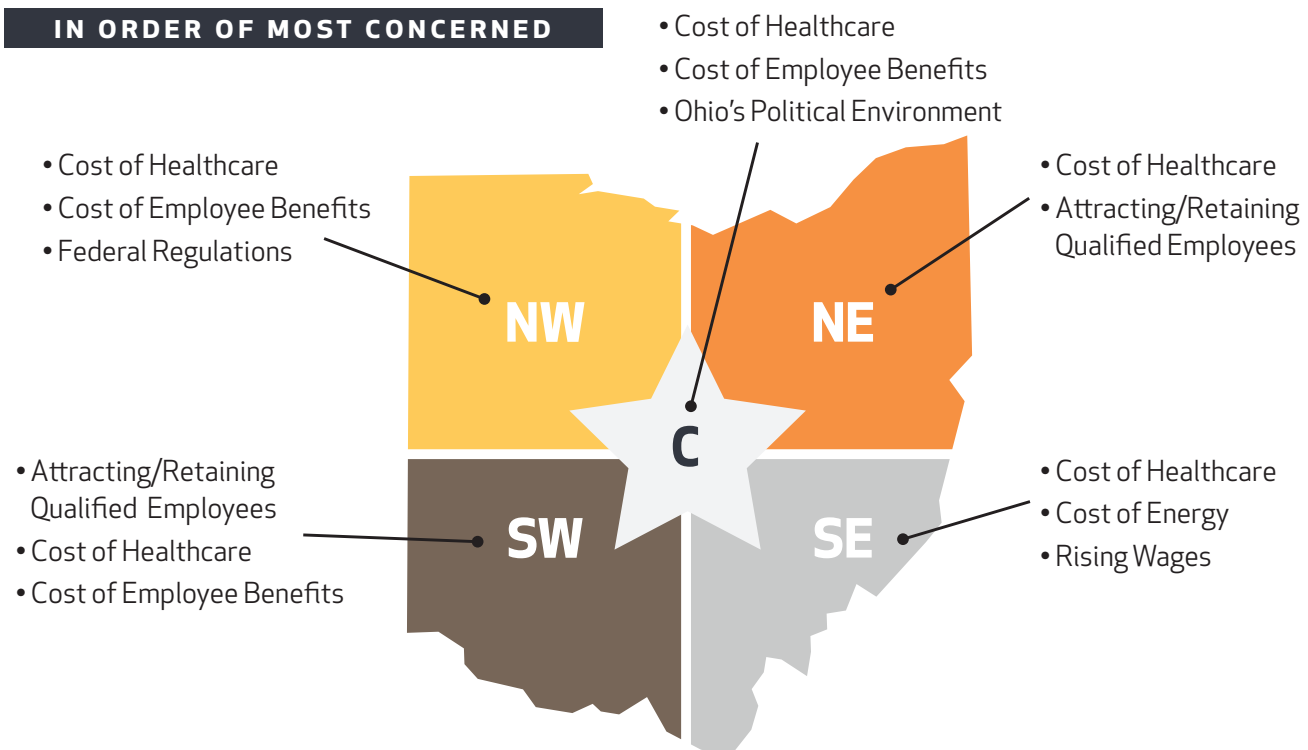 IN ORDER OF MOST CONCERNED
• Cost of Healthcare
• Cost of Employee Benefits
• Ohio's Political Environment
• Cost of Healthcare
• Cost of Employee Benefits
• Federal Regulations
• Cost of Healthcare
• Attracting/Retaining
Qualified Employees
NW
NE
C
• Attracting/Retaining
Qualified Employees
• Cost of Healthcare
• Cost of Employee Benefits
SW
SE
• Cost of Healthcare
• Cost of Energy
• Rising Wages